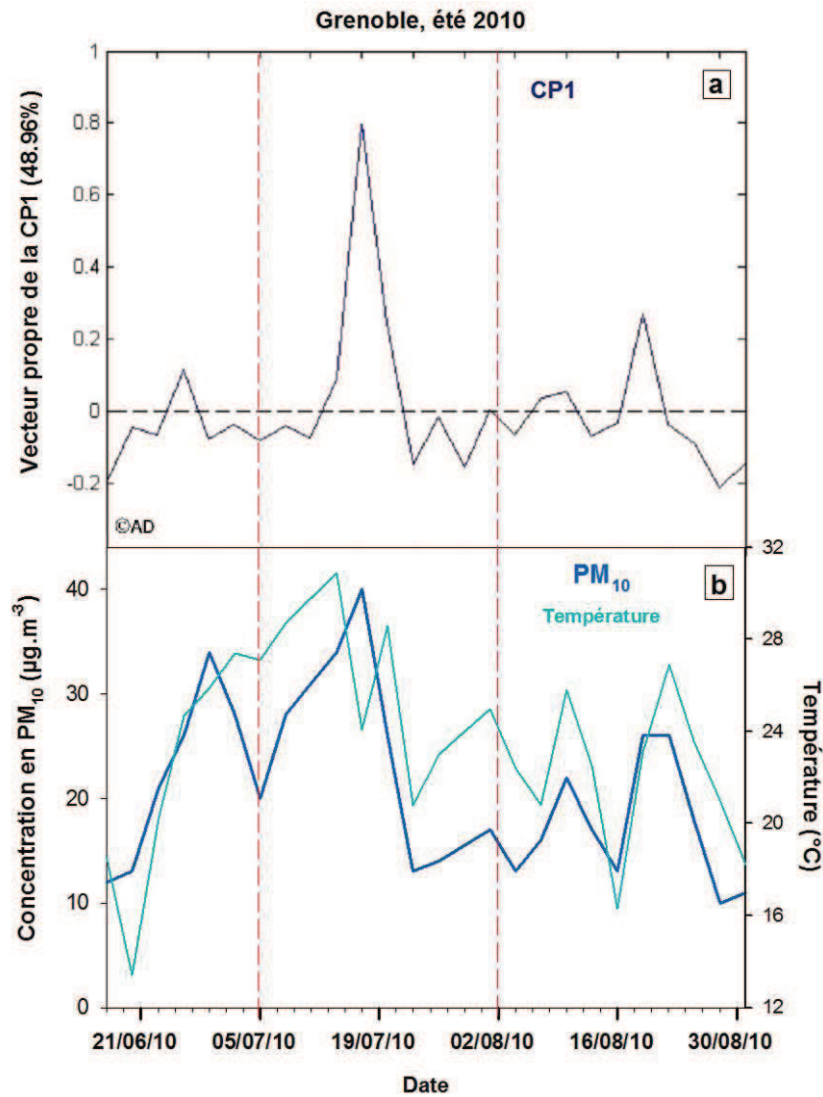 Grenoble, été 2010
Vecteur propre de la CP1 (48.96%)
1
0.8
0.6
0.4
0.2
0
-0.2
CP1
a
©AD
Concentration en PM10 (µg.m-3)
40
30
20
10
0
PM10
Température
b
32
28
24
20
16
12
Température (°C)
21/06/10 05/07/10 19/07/10 02/08/10 16/08/10 30/08/10
Date